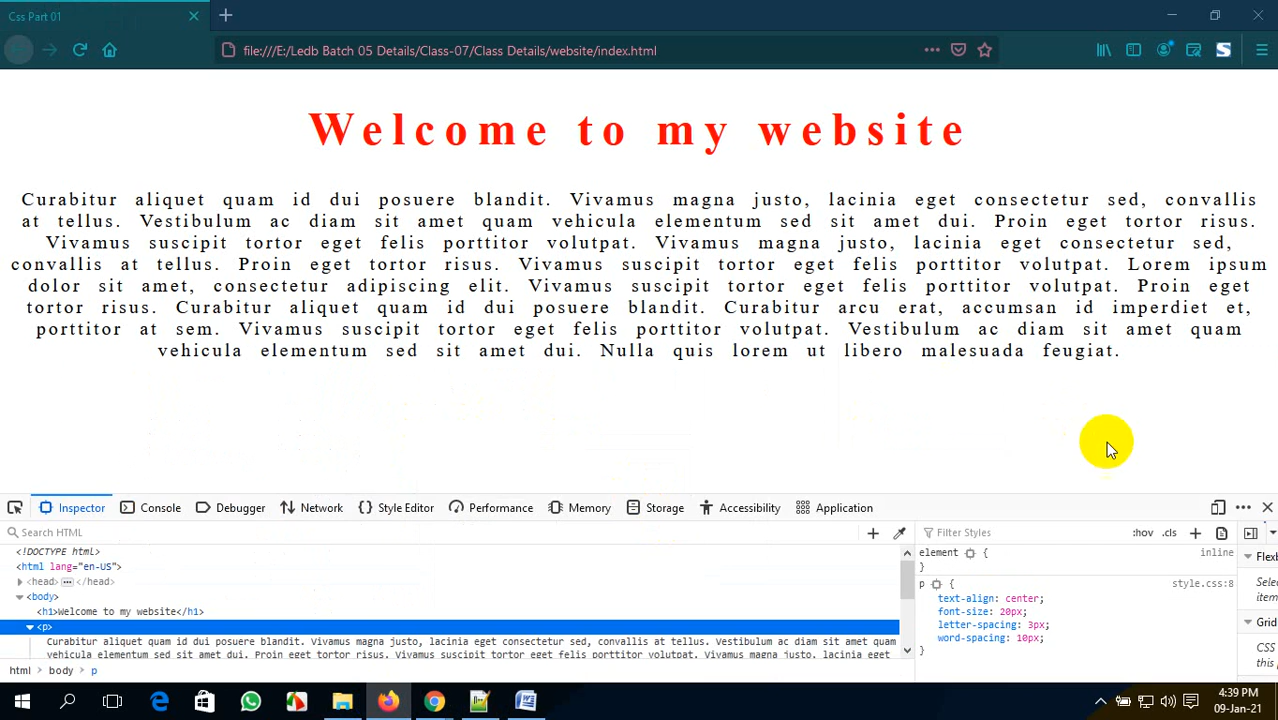 Css Part 01
file:///E:/Ledb Batch 05 Details/Class-07/Class Details/website/index.html
Welcome to my website
Curabitur aliquet quam id dui posuere blandit. Vivamus magna justo, lacinia eget consectetur sed, convallis
at tellus. Vestibulum ac diam sit amet quam vehicula elementum sed sit amet dui. Proin eget tortor risus.
Vivamus suscipit tortor eget felis porttitor volutpat. Vivamus magna justo, lacinia eget consectetur sed,
convallis at tellus. Proin eget tortor risus. Vivamus suscipit tortor eget felis porttitor volutpat. Lorem ipsum
dolor sit amet, consectetur adipiscing elit. Vivamus suscipit tortor eget felis porttitor volutpat. Proin eget
tortor risus. Curabitur aliquet quam id dui posuere blandit. Curabitur arcu erat, accumsan id imperdiet et,
porttitor at sem. Vivamus suscipit tortor eget felis porttitor volutpat. Vestibulum ac diam sit amet quam
vehicula elementum sed sit amet dui. Nulla quis lorem ut libero malesuada feugiat.
Inspector Console Debugger Network Style Editor Performance Memory Storage Accessibility Application
Search HTML
Filter Styles :hov .cls
<!DOCTYPE html>
<html lang="en-US">
<head> </head>
<body>
<h1>Welcome to my website</h1>
<p>
Curabitur aliquet quam id dui posuere blandit. Vivamus magna justo, lacinia eget consectetur sed, convallis at tellus. Vestibulum ac diam sit amet quam
vehicula elementum sed sit amet dui. Proin eget tortor risus. Vivamus suscipit tortor eget felis porttitor volutpat. Vivamus magna justo, lacinia eget
html body p
element { inline
}
p { style.css:8
text-align: center;
font-size: 20px;
letter-spacing: 3px;
word-spacing: 10px;
}
Flexb
Selec
item
Grid
CSS
this
4:39 PM
09-Jan-21